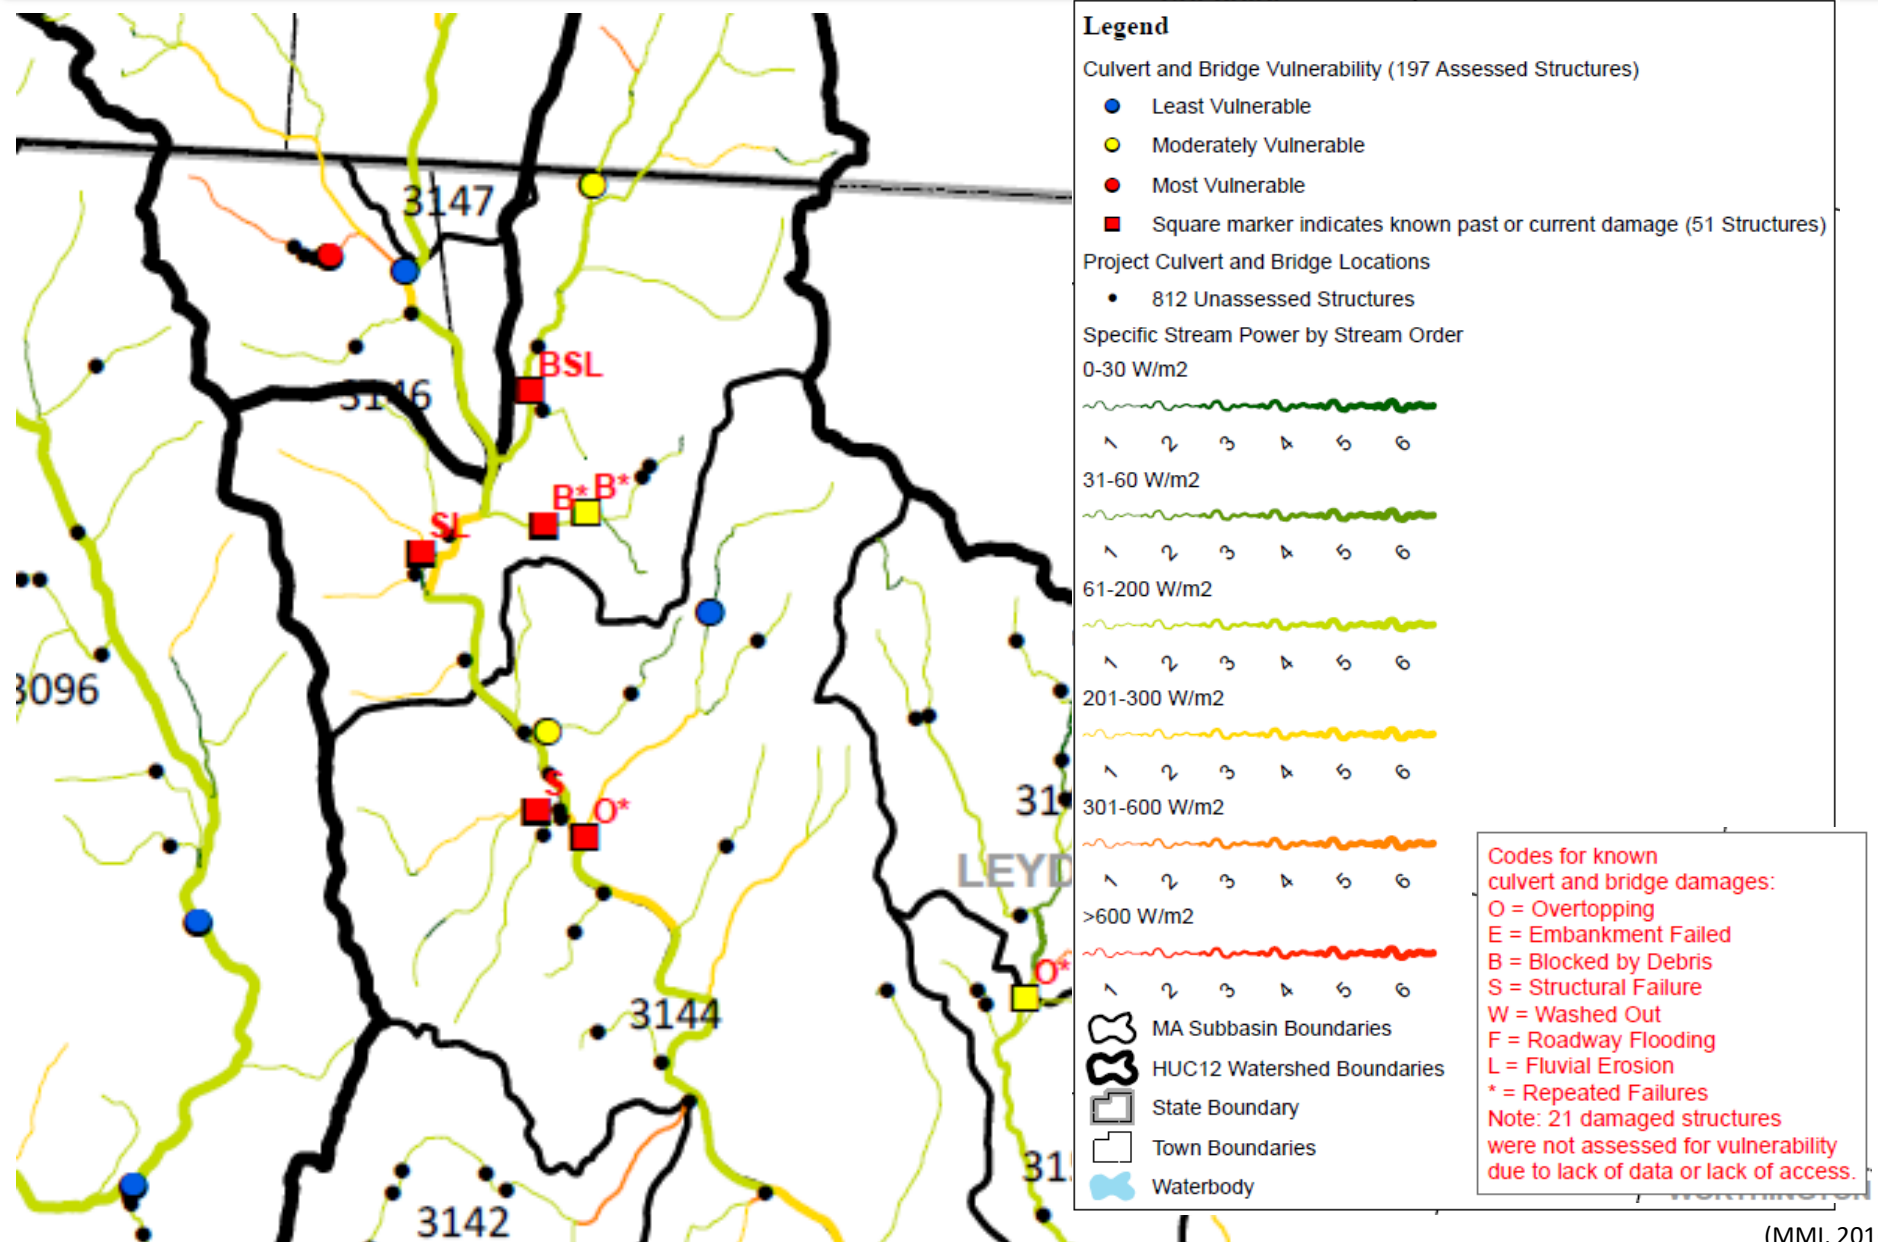 3147
3146
BSL
B*
B*
SL
3096
S
O*
31
LEYD
O*
3144
31
3142
Legend
Culvert and Bridge Vulnerability (197 Assessed Structures)
Least Vulnerable
Moderately Vulnerable
Most Vulnerable
Square marker indicates known past or current damage (51 Structures)
Project Culvert and Bridge Locations
812 Unassessed Structures
Specific Stream Power by Stream Order
0-30 W/m2
1 2 3 4 5 6
31-60 W/m2
1 2 3 4 5 6
61-200 W/m2
1 2 3 4 5 6
201-300 W/m2
1 2 3 4 5 6
301-600 W/m2
1 2 3 4 5 6
>600 W/m2
1 2 3 4 5 6
MA Subbasin Boundaries
HUC12 Watershed Boundaries
State Boundary
Town Boundaries
Waterbody
Codes for known
culvert and bridge damages:
O = Overtopping
E = Embankment Failed
B = Blocked by Debris
S = Structural Failure
W = Washed Out
F = Roadway Flooding
L = Fluvial Erosion
* = Repeated Failures
Note: 21 damaged structures
were not assessed for vulnerability
due to lack of data or lack of access.
WORTHINGTON
(MMI, 201